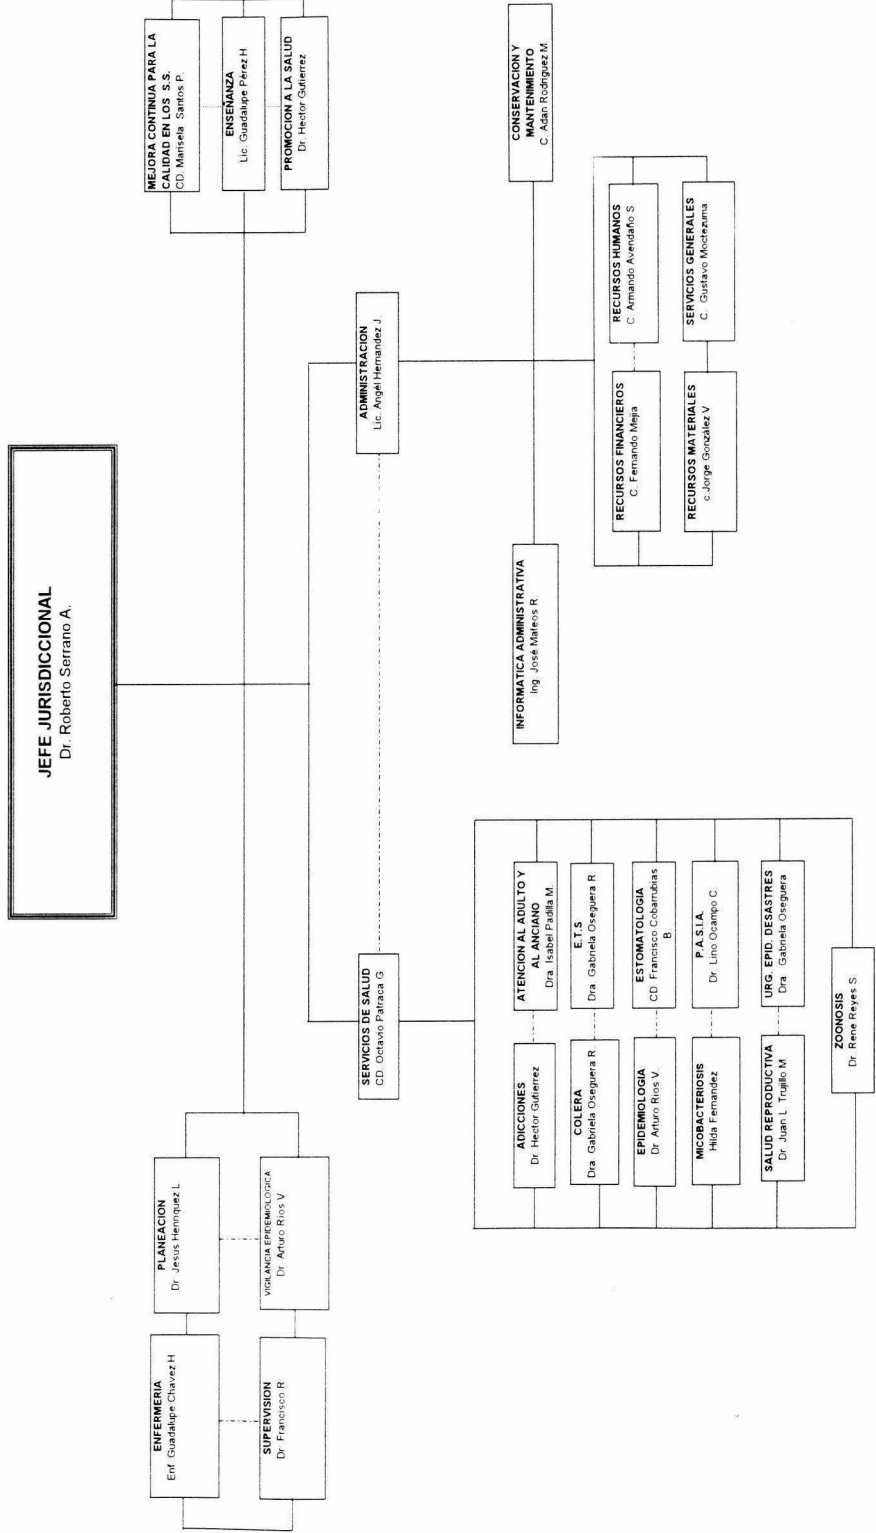 JEFE JURISDICCIONAL
Dr. Roberto Serrano A.
ENFERMERIA
Enf. Guadalupe Chavez H
PLANEACION
Dr. Jesus Henriquez L
SUPERVISION
Dr. Francisco R
VIGILANCIA EPIDEMIOLOGICA
Dr. Arturo Rios V
MEJORA CONTINUA PARA LA
CALIDAD EN LOS S.S.
CD. Marisela Santos P.
ENSEÑANZA
Lic. Guadalupe Pérez H
PROMOCION A LA SALUD
Dr. Hector Gutierrez
SERVICIOS DE SALUD
CD. Octavio Patraca G
ADMINISTRACION
Lic. Angél Hernandez J.
ADICCIONES
Dr Hector Gutierrez
ATENCION AL ADULTO Y
AL ANCIANO
Dra. Isabel Padilla M.
COLERA
Dra Gabriela Oseguera R.
E.T.S
Dra Gabriela Oseguera R.
EPIDEMIOLOGIA
Dr Arturo Rios V.
ESTOMATOLOGIA
CD Francisco Cobarrubias
B
MICOBACTERIOSIS
Hilda Fernandez
P.A.S.I.A.
Dr. Lino Ocampo C
SALUD REPRODUCTIVA
Dr. Juan L. Trujillo M
URG. EPID. DESASTRES
Dra Gabriela Oseguera
ZOONOSIS
Dr Rene Reyes S
INFORMATICA ADMINISTRATIVA
Ing José Mateos R
CONSERVACION Y
MANTENIMIENTO
C. Adan Rodriguez M.
RECURSOS FINANCIEROS
C. Fernando Mejia
RECURSOS HUMANOS
C Armando Avendaño S
RECURSOS MATERIALES
c.Jorge González V
SERVICIOS GENERALES
C. Gustavo Moctezuma